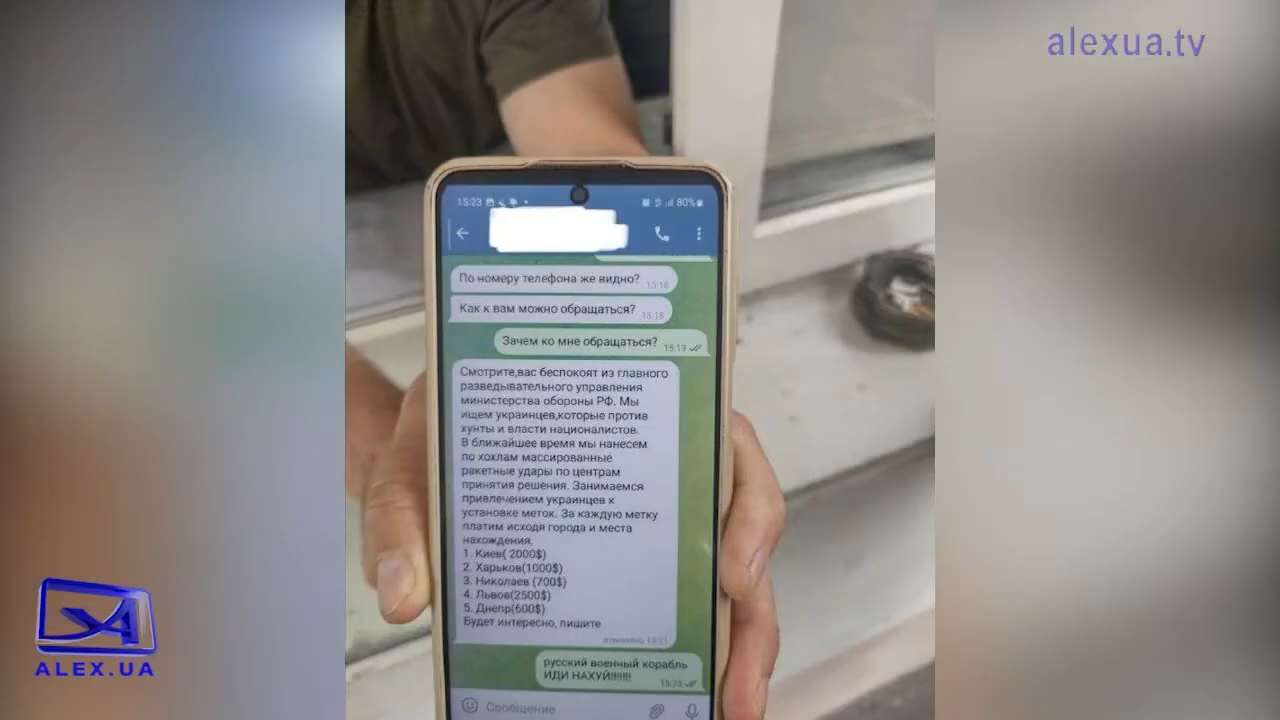 alexua.tv
15:23
80%
По номеру телефона же видно?
15:18
Как к вам можно обращаться?
15:18
Зачем ко мне обращаться?
15:19
Смотрите,вас беспокоят из главного
разведывательного управления
министерства обороны РФ. Мы
ищем украинцев,которые против
хунты и власти националистов.
В ближайшее время мы нанесем
по хохлам массированные
ракетные удары по центрам
принятия решения. Занимаемся
привлечением украинцев к
установке меток. За каждую метку
платим исходя города и места
нахождения.
1. Киев( 2000$)
2. Харьков(1000$)
3. Николаев (700$)
4. Львов(2500$)
5. Днепр(600$)
Будет интересно, пишите
изменено 15:21
русский военный корабль
ИДИ НАХУЙ!!!!!!!
15:23
Сообщение
ALEX.UA